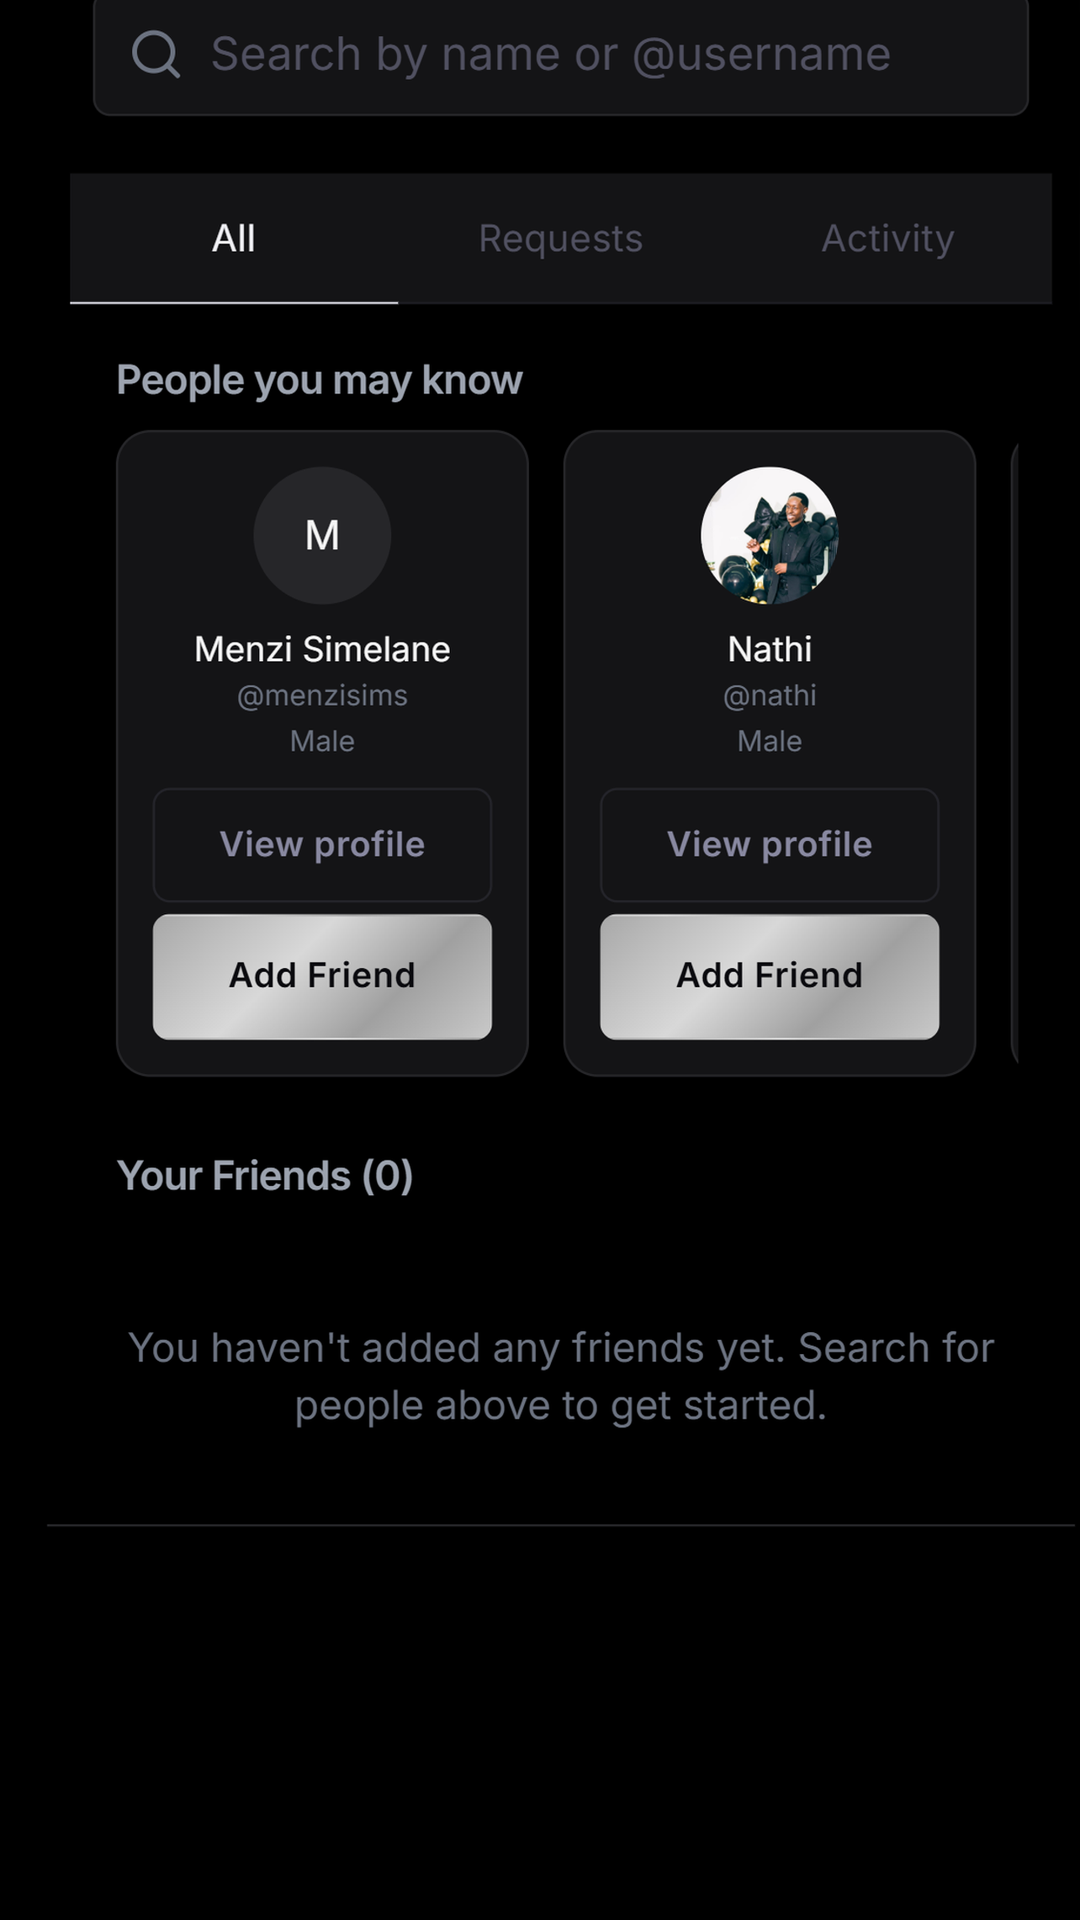 Search by name or @username
All
Requests
Activity
People you may know
M
Menzi Simelane
@menzisims
Male
View profile
Add Friend
Nathi
@nathi
Male
View profile
Add Friend
Your Friends (0)
You haven't added any friends yet. Search for
people above to get started.